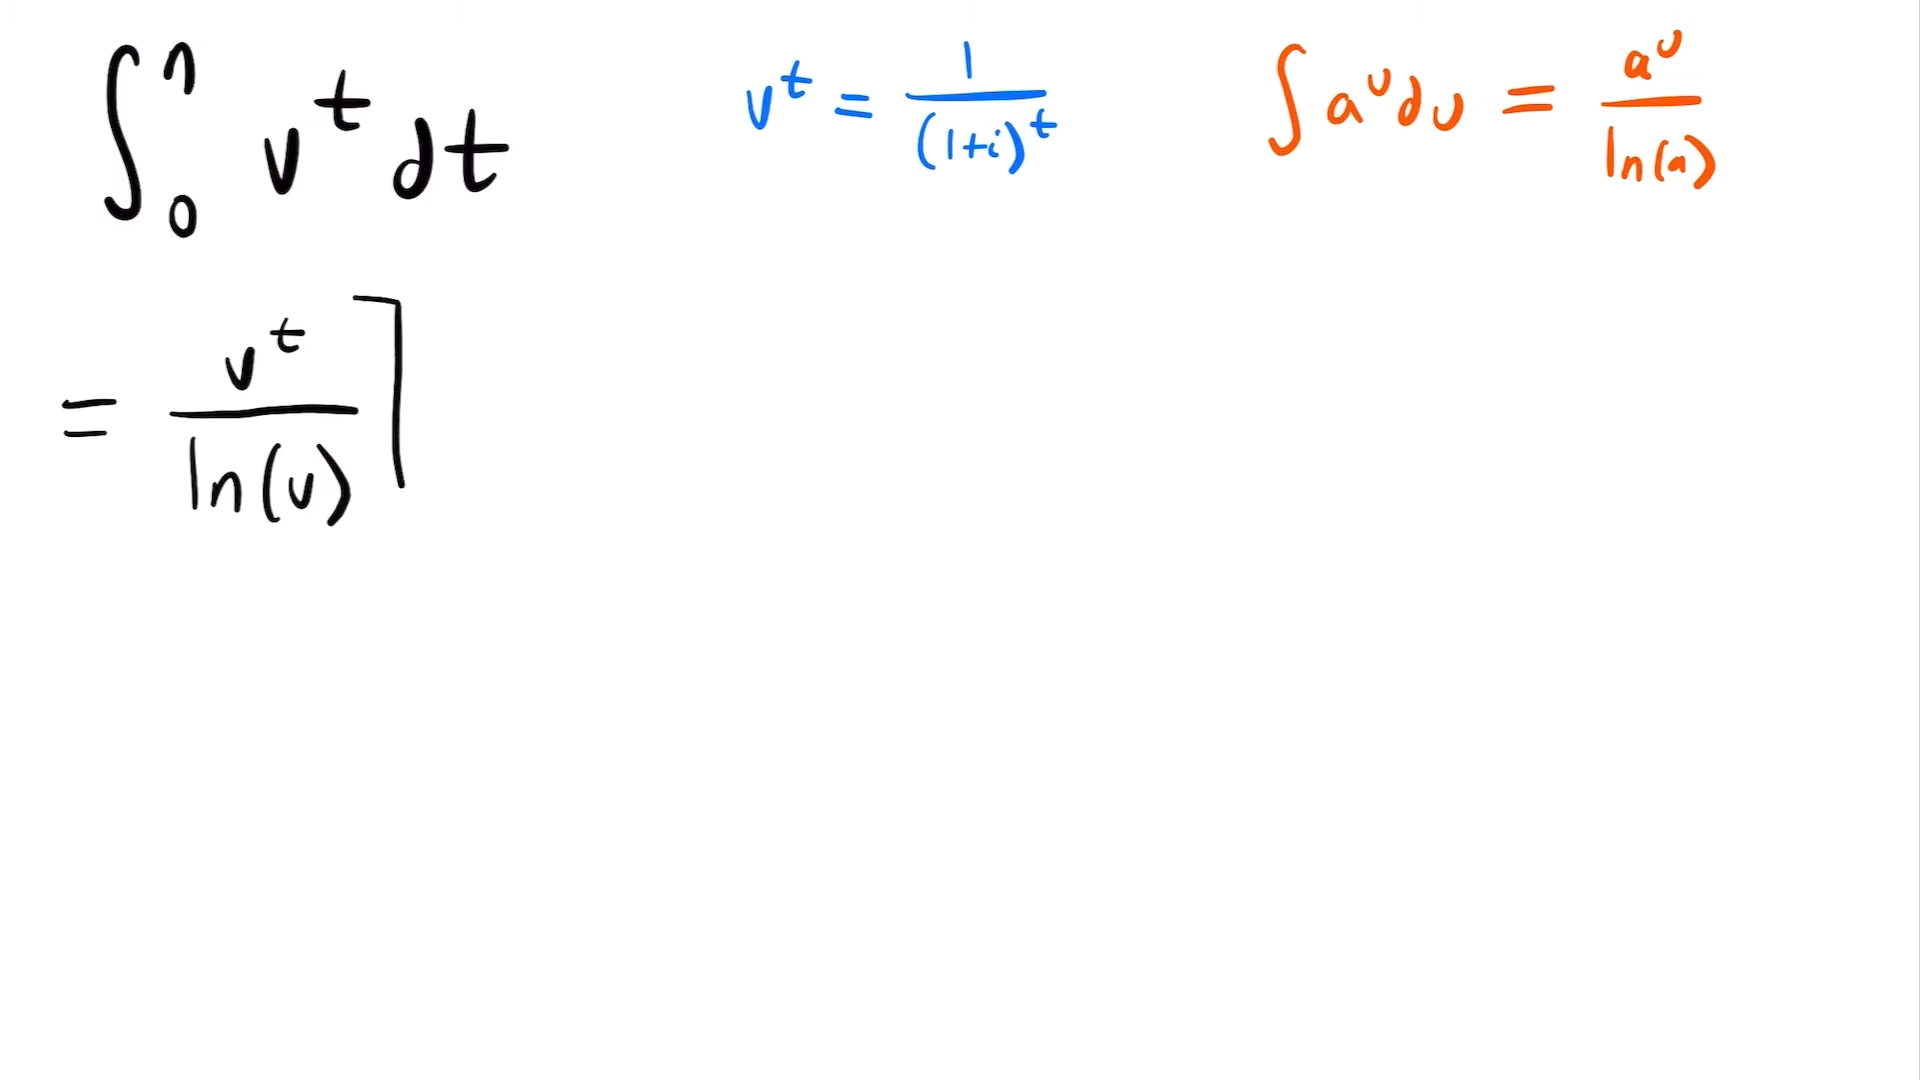 ∫₀ⁿ vᵗ dt
vᵗ = 1/(1+i)ᵗ
∫ aᵘ du = aᵘ/ln(a)
= vᵗ/ln(v) ]